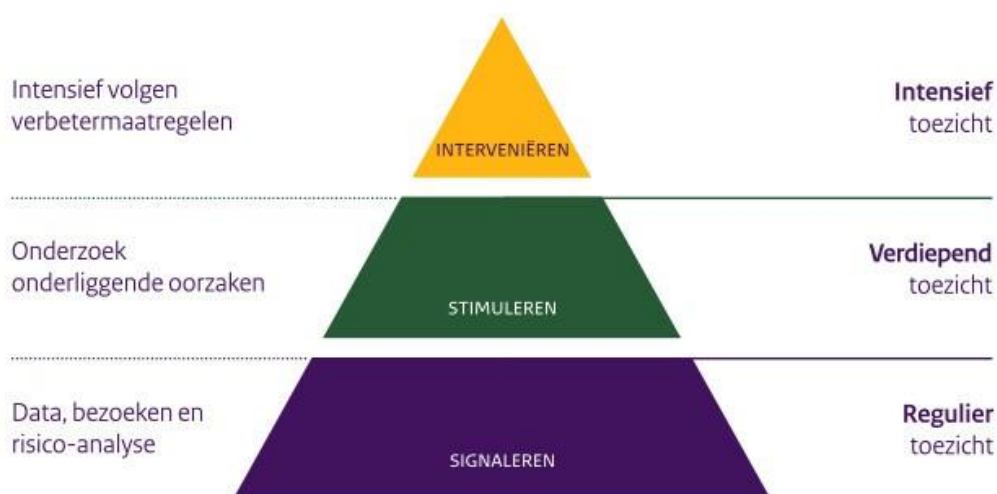 Intensief volgen
verbetermaatregelen
INTERVENIËREN
Intensief
toezicht
Onderzoek
onderliggende oorzaken
STIMULEREN
Verdiepend
toezicht
Data, bezoeken en
risico-analyse
SIGNALEREN
Regulier
toezicht